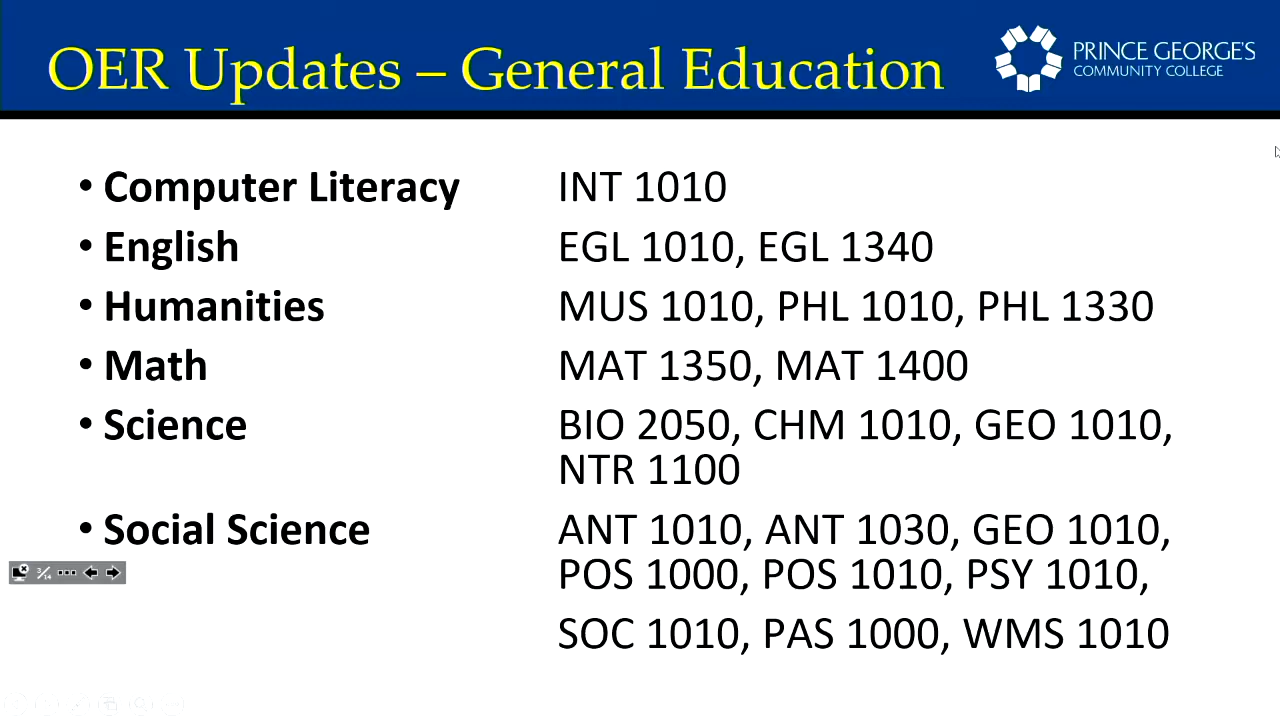 OER Updates – General Education
PRINCE GEORGE'S
COMMUNITY COLLEGE
• Computer Literacy INT 1010
• English EGL 1010, EGL 1340
• Humanities MUS 1010, PHL 1010, PHL 1330
• Math MAT 1350, MAT 1400
• Science BIO 2050, CHM 1010, GEO 1010,
NTR 1100
• Social Science ANT 1010, ANT 1030, GEO 1010,
POS 1000, POS 1010, PSY 1010,
SOC 1010, PAS 1000, WMS 1010
3/14